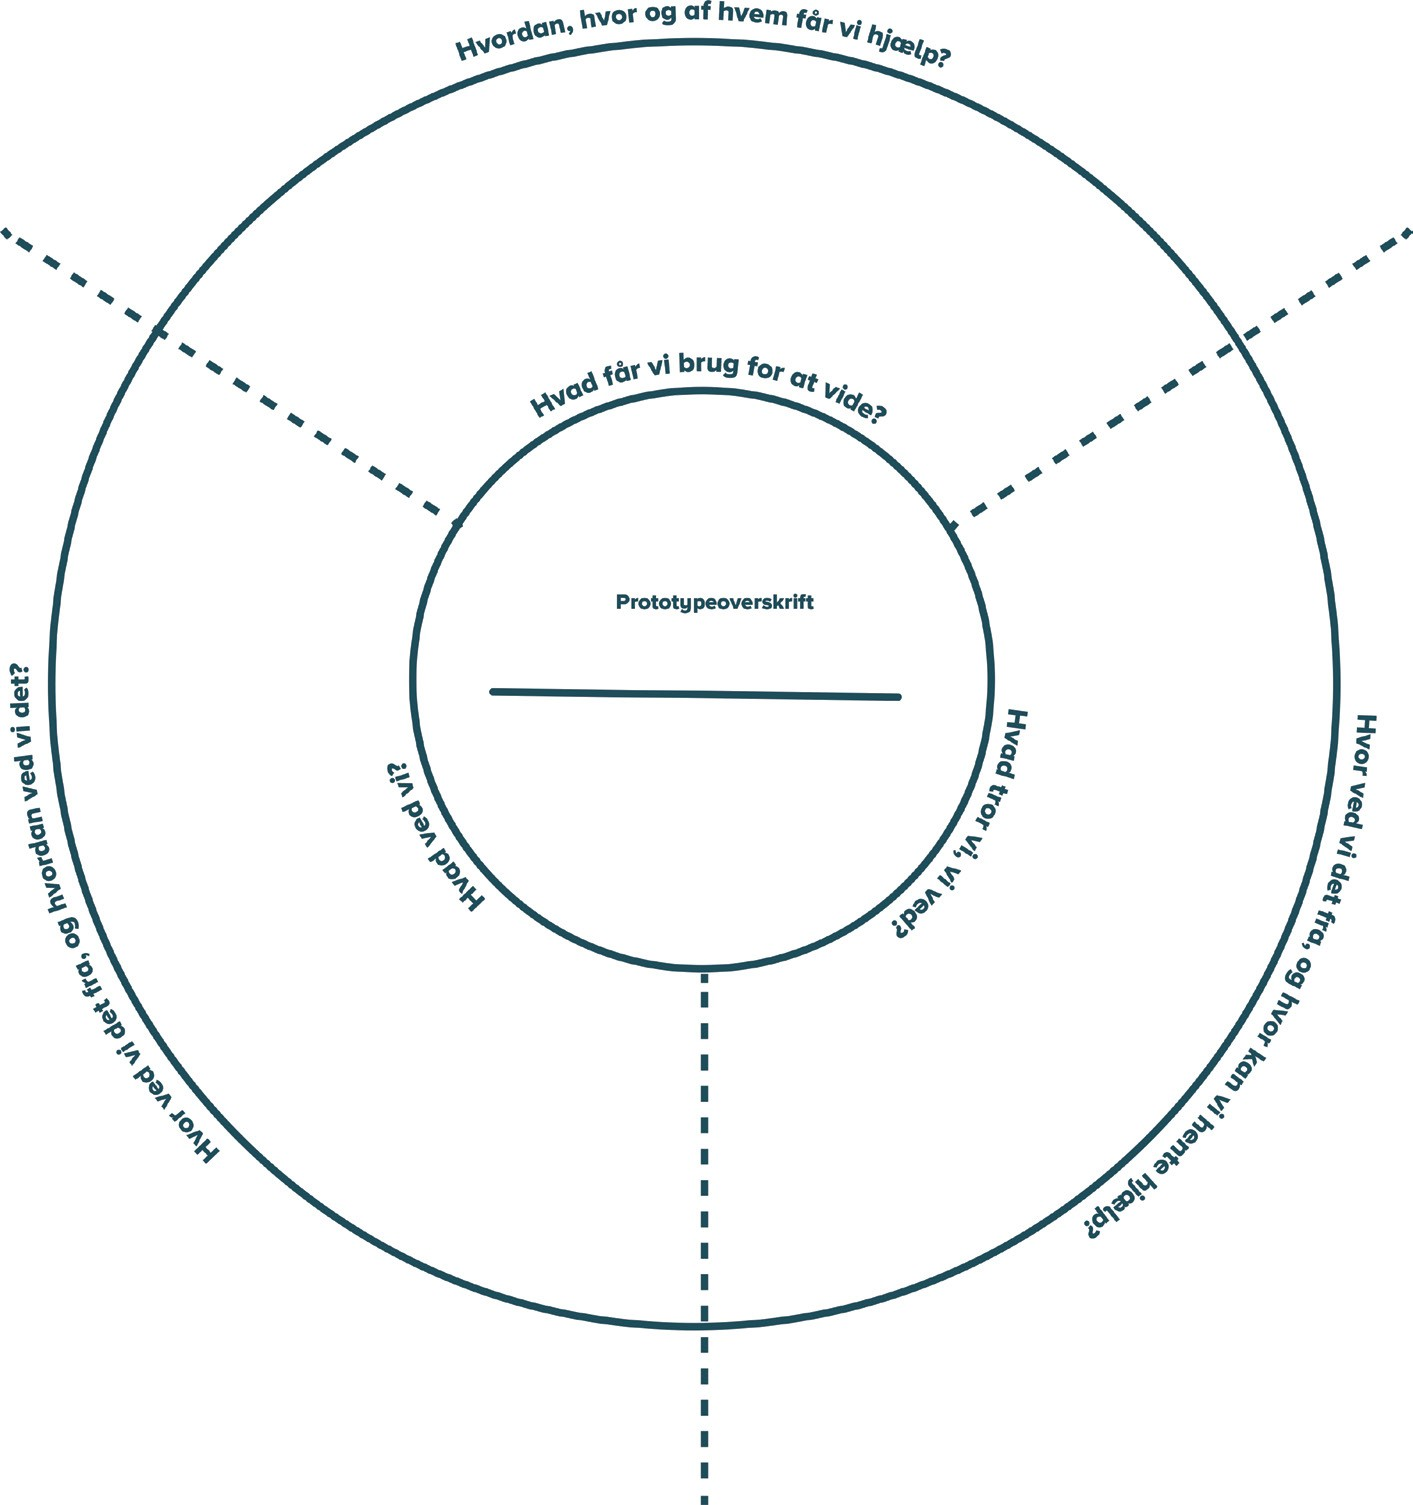 Hvordan, hvor og af hvem får vi hjælp?
Hvad får vi brug for at vide?
Prototypeoverskrift
Hvad ved vi?
Hvad tror vi, vi ved?
Hvor ved vi det fra, og hvordan ved vi det?
Hvor ved vi det fra, og hvor kan vi hente hjælp?